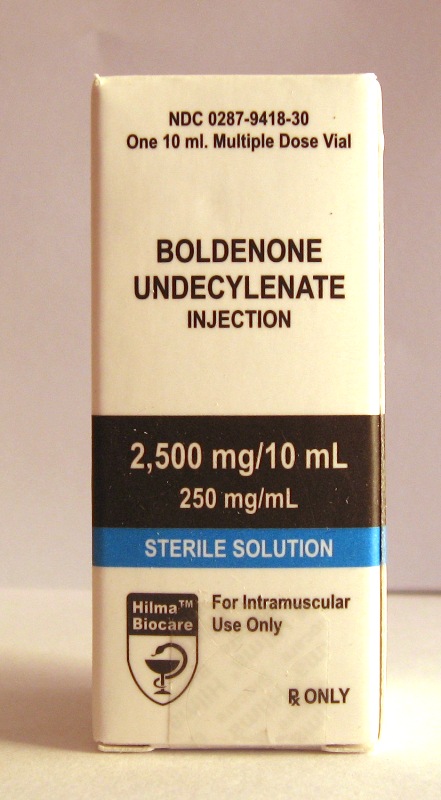 NDC 0287-9418-30
One 10 ml. Multiple Dose Vial
BOLDENONE
UNDECYLENATE
INJECTION
2,500 mg/10 mL
250 mg/mL
STERILE SOLUTION
Hilma™
Biocare
For Intramuscular
Use Only
℞ ONLY